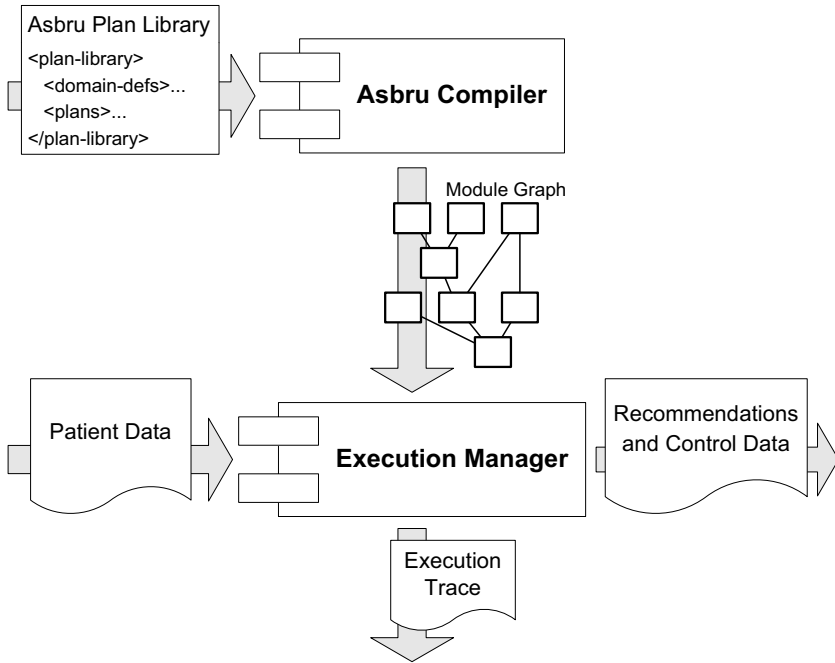 Asbru Plan Library
<plan-library>
<domain-defs>...
<plans>...
</plan-library>
Asbru Compiler
Module Graph
Patient Data
Execution Manager
Recommendations
and Control Data
Execution
Trace